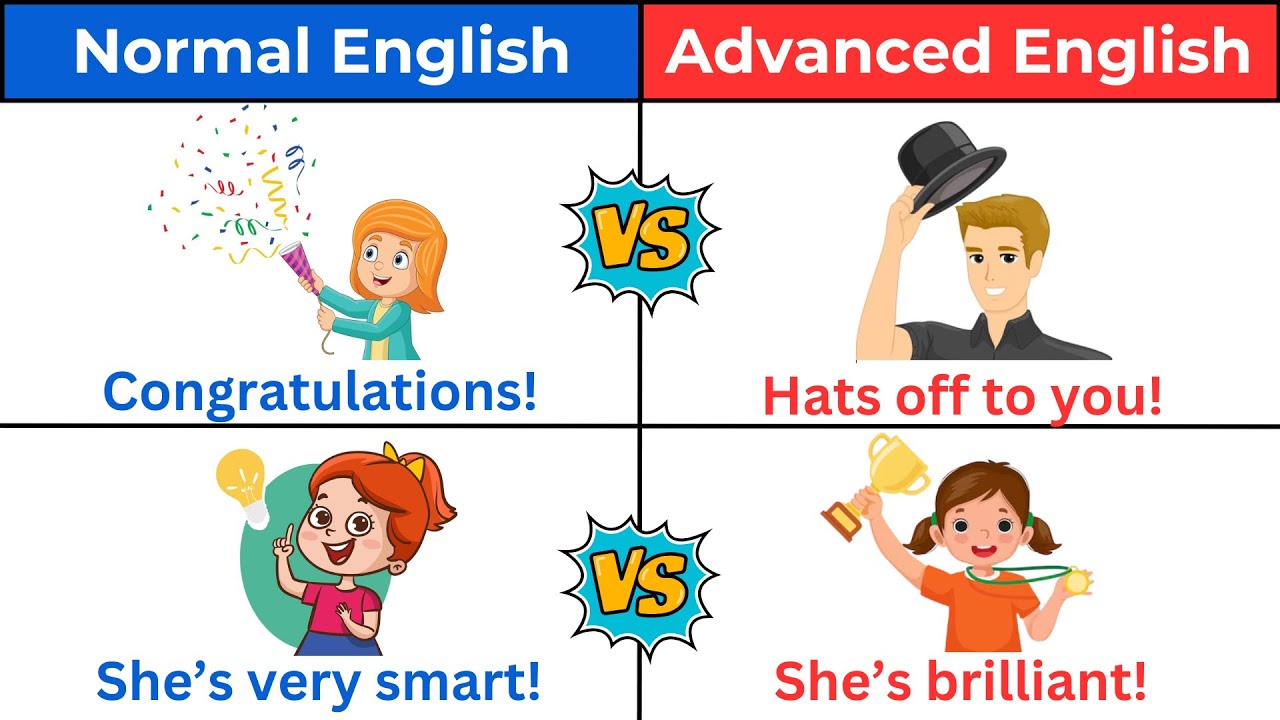 Normal English
Advanced English
VS
Congratulations!
Hats off to you!
VS
She’s very smart!
She’s brilliant!